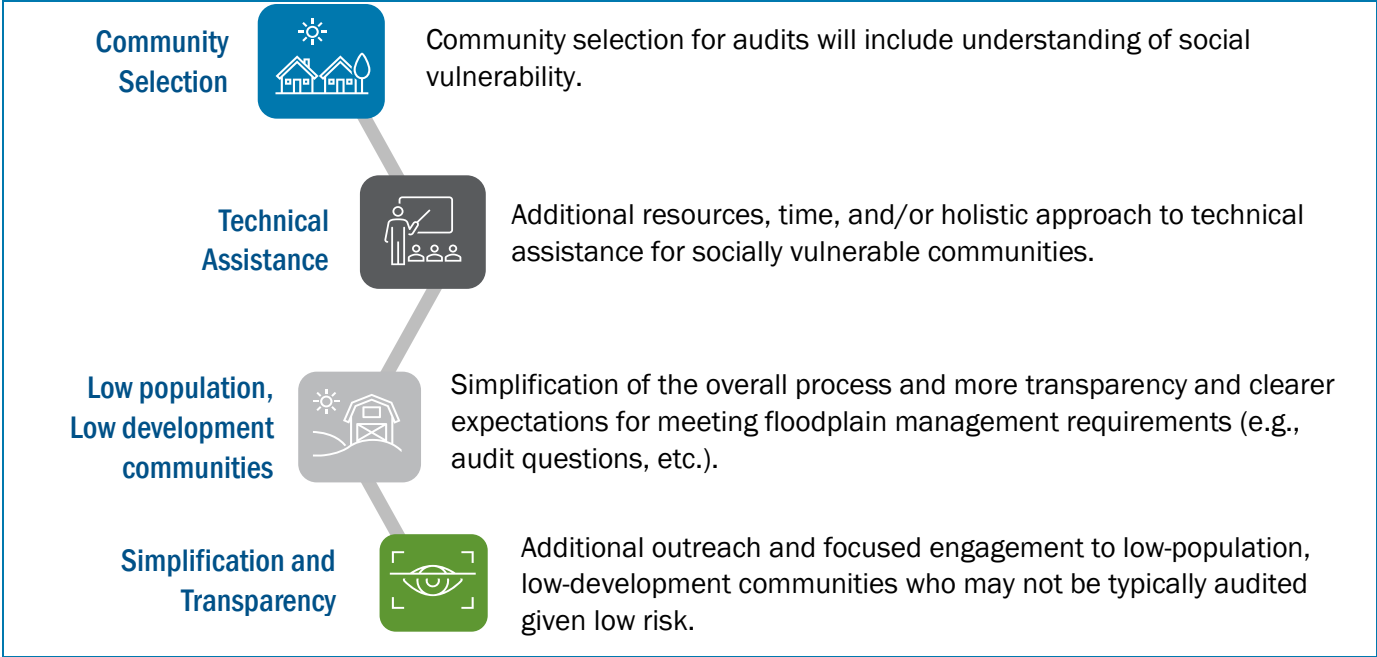 Community
Selection
Community selection for audits will include understanding of social
vulnerability.
Technical
Assistance
Additional resources, time, and/or holistic approach to technical
assistance for socially vulnerable communities.
Low population,
Low development
communities
Simplification of the overall process and more transparency and clearer
expectations for meeting floodplain management requirements (e.g.,
audit questions, etc.).
Simplification and
Transparency
Additional outreach and focused engagement to low-population,
low-development communities who may not be typically audited
given low risk.